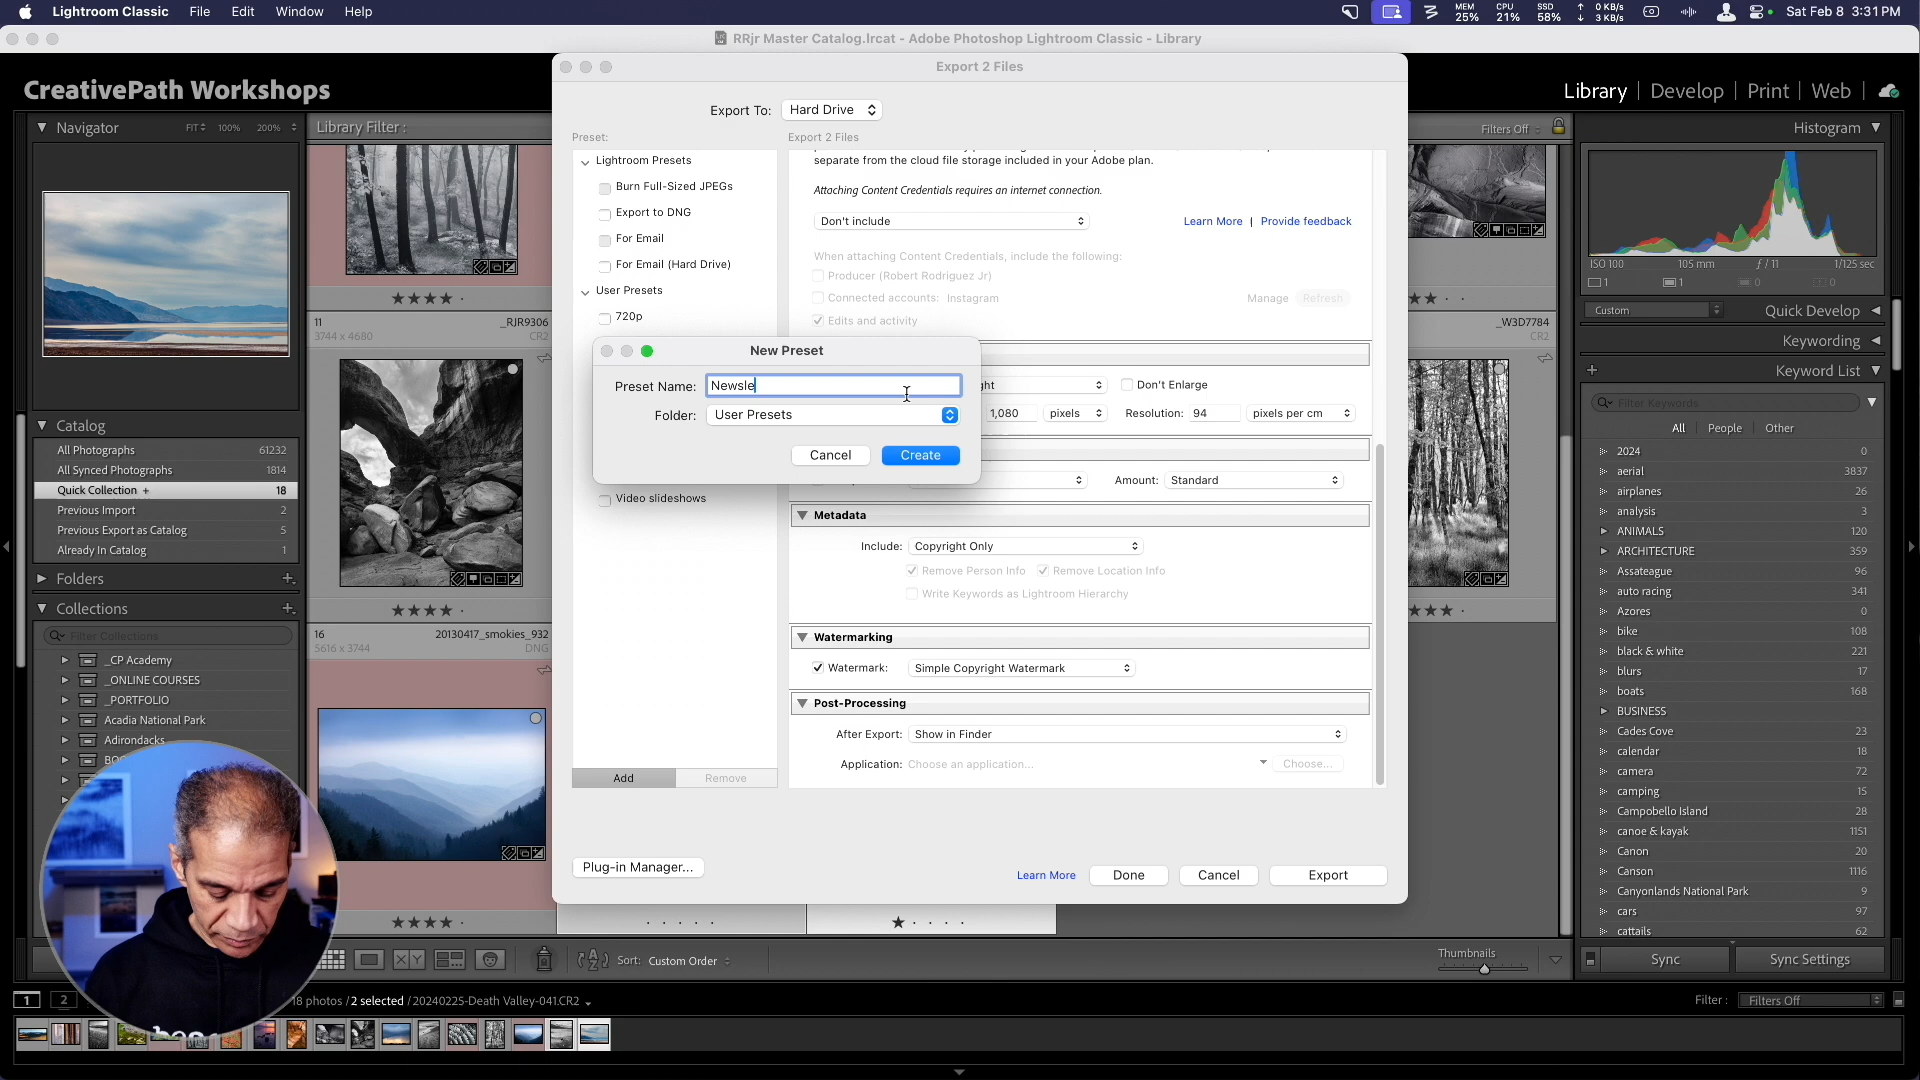 Lightroom Classic File Edit Window Help
MEM 25% CPU 21% SSD 58% 0 KB/s 3 KB/s Sat Feb 8 3:31 PM
RRjr Master Catalog.lrcat - Adobe Photoshop Lightroom Classic - Library
CreativePath Workshops
Library | Develop | Print | Web
Navigator FIT 100% 200%
Library Filter :
Filters Off
Histogram
ISO 100 105 mm ƒ / 11 1/125 sec
1 1 0 0
Custom Quick Develop
Keywording
Keyword List
Filter Keywords
All People Other
2024 0
aerial 3837
airplanes 26
analysis 3
ANIMALS 120
ARCHITECTURE 359
Assateague 96
auto racing 341
Azores 0
bike 108
black & white 221
blurs 17
boats 168
BUSINESS
Cades Cove 23
calendar 18
camera 72
camping 15
Campobello Island 28
canoe & kayak 1151
Canon 20
Canson 1116
Canyonlands National Park 9
cars 97
cattails 62
Sync Sync Settings
Catalog
All Photographs 61232
All Synced Photographs 1814
Quick Collection + 18
Previous Import 2
Previous Export as Catalog 5
Already In Catalog 1
Folders
Collections
Filter Collections
_CP Academy
_ONLINE COURSES
_PORTFOLIO
Acadia National Park
Adirondacks
11 _RJR9306
3744 x 4680 CR2
16 20130417_smokies_932
5616 x 3744 DNG
_W3D7784
CR2
Export 2 Files
Export To: Hard Drive
Preset:
Lightroom Presets
Burn Full-Sized JPEGs
Export to DNG
For Email
For Email (Hard Drive)
User Presets
720p
Video slideshows
Add Remove
Plug-in Manager...
Export 2 Files
separate from the cloud file storage included in your Adobe plan.
Attaching Content Credentials requires an internet connection.
Don't include Learn More | Provide feedback
When attaching Content Credentials, include the following:
Producer (Robert Rodriguez Jr)
Connected accounts: Instagram Manage Refresh
Edits and activity
ght Don't Enlarge
1,080 pixels Resolution: 94 pixels per cm
Amount: Standard
Metadata
Include: Copyright Only
Remove Person Info Remove Location Info
Write Keywords as Lightroom Hierarchy
Watermarking
Watermark: Simple Copyright Watermark
Post-Processing
After Export: Show in Finder
Application: Choose an application... Choose...
Learn More Done Cancel Export
New Preset
Preset Name: Newsle
Folder: User Presets
Cancel Create
Sort: Custom Order
Thumbnails
1 2 18 photos / 2 selected / 20240225-Death Valley-041.CR2
Filter : Filters Off